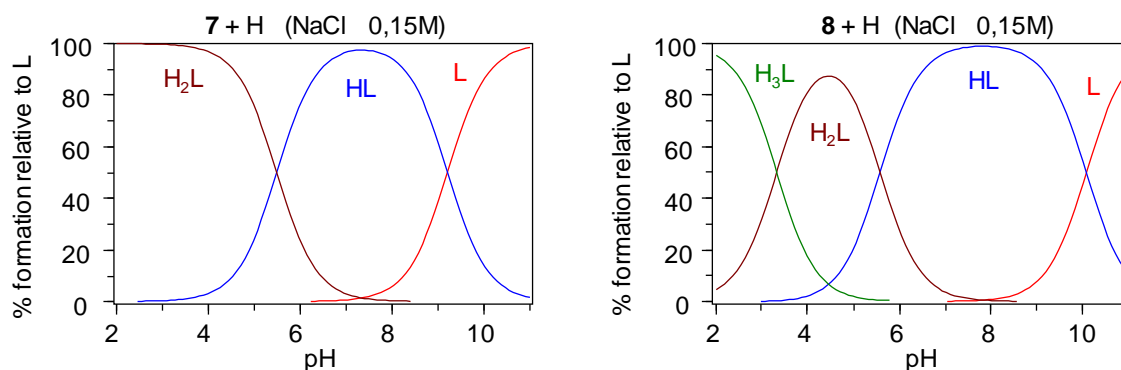 7 + H (NaCl 0,15M)
% formation relative to L
100
80
60
40
20
0
H₂L
HL
L
2 4 6 8 10
pH
8 + H (NaCl 0,15M)
% formation relative to L
100
80
60
40
20
0
H₃L
H₂L
HL
L
2 4 6 8 10
pH